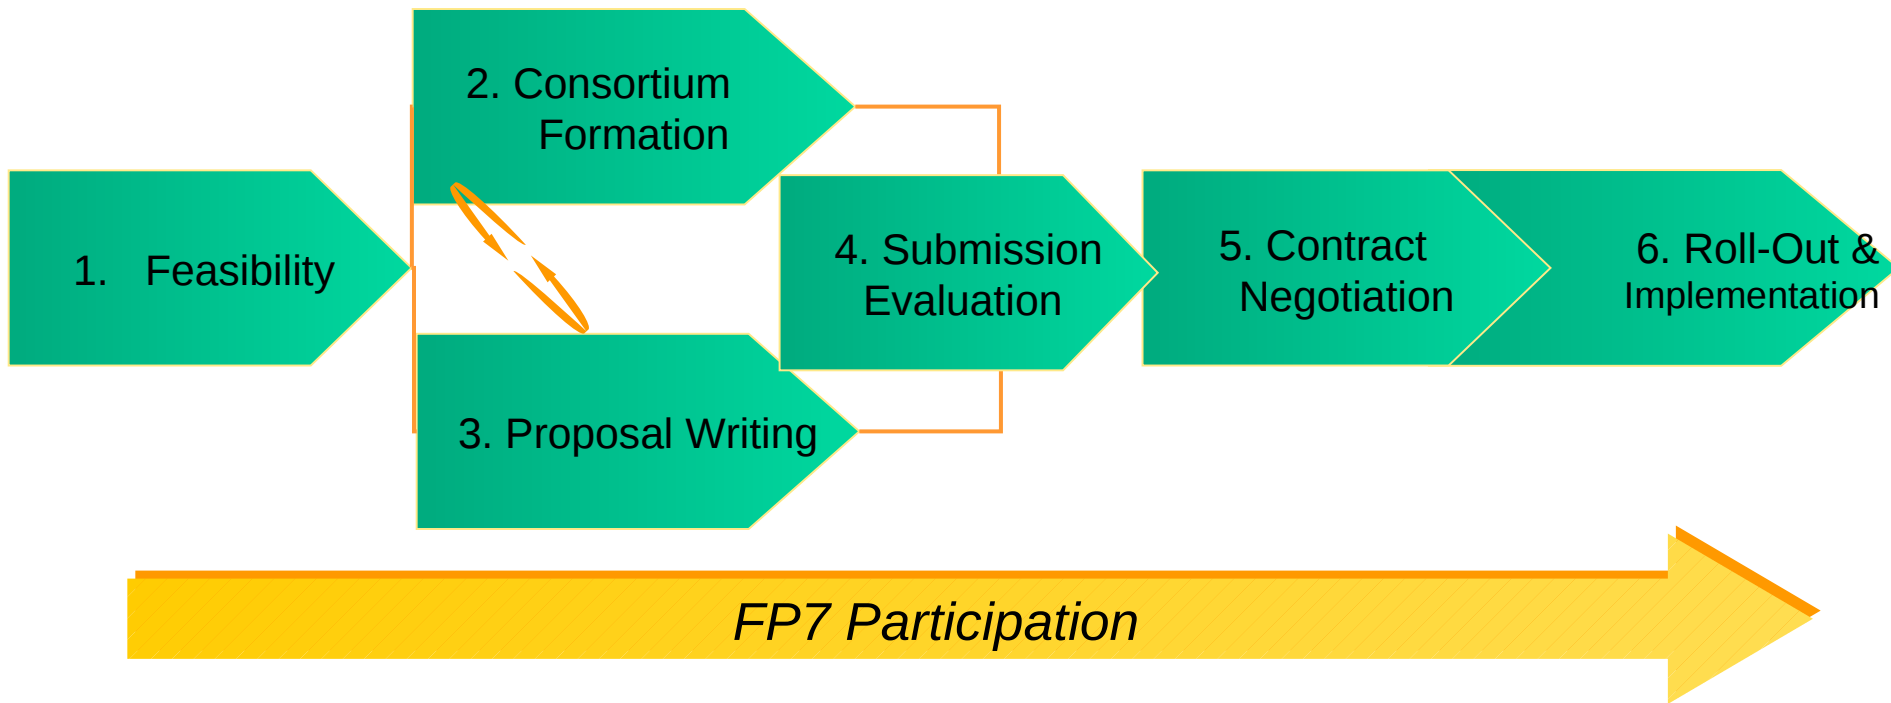 1. Feasibility
2. Consortium
Formation
3. Proposal Writing
4. Submission
Evaluation
5. Contract
Negotiation
6. Roll-Out &
Implementation
FP7 Participation